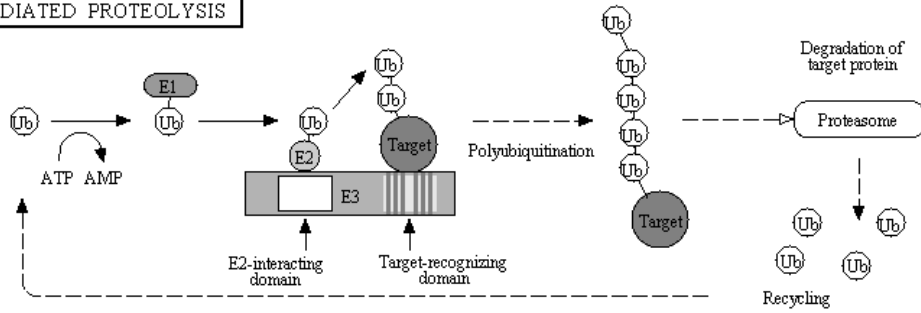 DIATED PROTEOLYSIS
Degradation of
target protein
Ub
Ub
Ub
E1
Ub
Ub
Ub
Ub
Ub
Ub
Ub
E2
Target
Proteasome
ATP AMP
Polyubiquitination
E3
Target
Ub
Ub
Ub
Ub
E2-interacting
domain
Target-recognizing
domain
Recycling